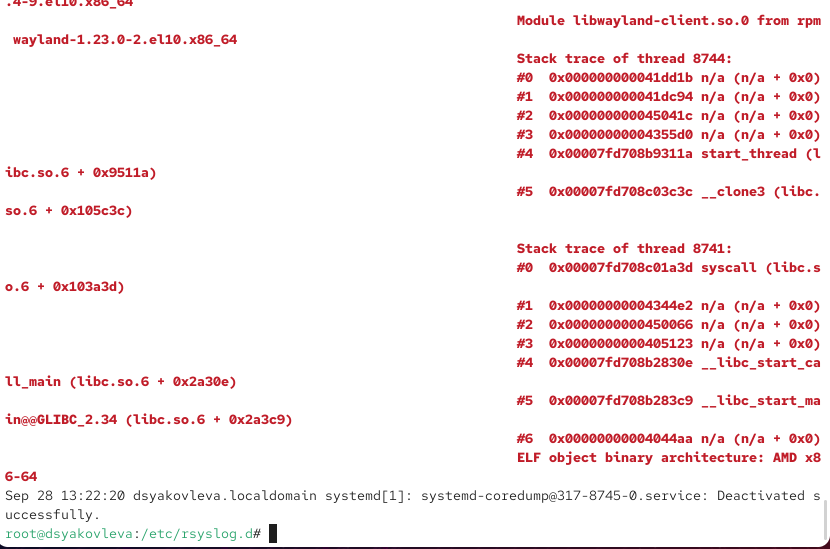 .4-9.el10.x86_64
Module libwayland-client.so.0 from rpm
wayland-1.23.0-2.el10.x86_64
Stack trace of thread 8744:
#0  0x000000000041dd1b n/a (n/a + 0x0)
#1  0x000000000041dc94 n/a (n/a + 0x0)
#2  0x000000000045041c n/a (n/a + 0x0)
#3  0x00000000004355d0 n/a (n/a + 0x0)
#4  0x00007fd708b9311a start_thread (l
ibc.so.6 + 0x9511a)
#5  0x00007fd708c03c3c __clone3 (libc.
so.6 + 0x105c3c)
Stack trace of thread 8741:
#0  0x00007fd708c01a3d syscall (libc.s
o.6 + 0x103a3d)
#1  0x00000000004344e2 n/a (n/a + 0x0)
#2  0x0000000000450066 n/a (n/a + 0x0)
#3  0x0000000000405123 n/a (n/a + 0x0)
#4  0x00007fd708b2830e __libc_start_ca
ll_main (libc.so.6 + 0x2a30e)
#5  0x00007fd708b283c9 __libc_start_ma
in@@GLIBC_2.34 (libc.so.6 + 0x2a3c9)
#6  0x00000000004044aa n/a (n/a + 0x0)
ELF object binary architecture: AMD x8
6-64
Sep 28 13:22:20 dsyakovleva.localdomain systemd[1]: systemd-coredump@317-8745-0.service: Deactivated s
uccessfully.
root@dsyakovleva:/etc/rsyslog.d#